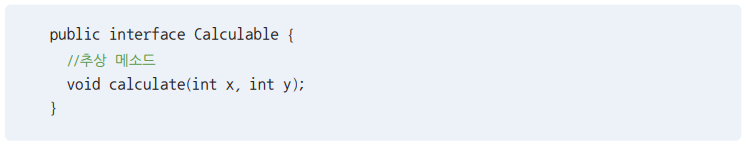 public interface Calculable {
//추상 메소드
void calculate(int x, int y);
}